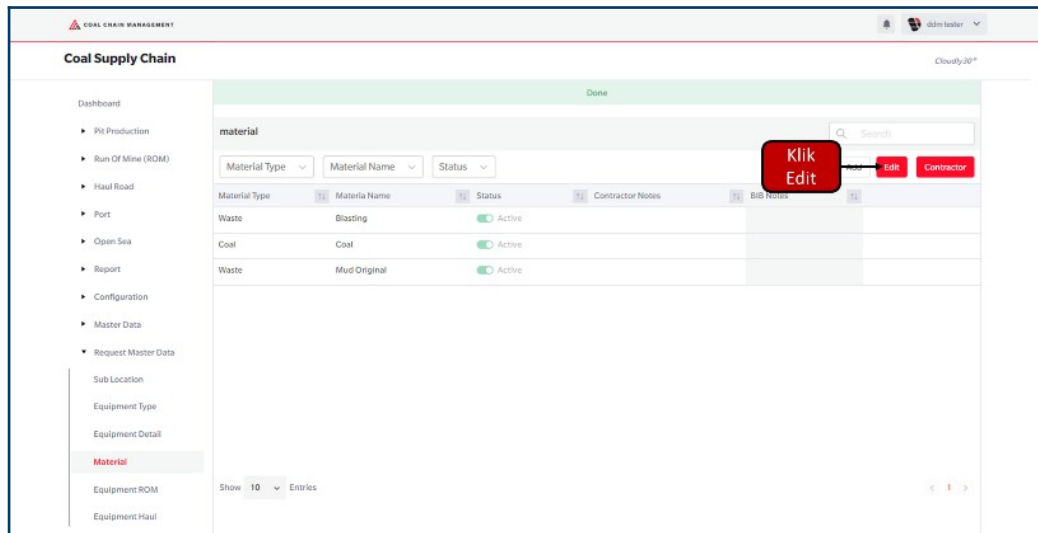 COAL CHAIN MANAGEMENT
ddm tester
Coal Supply Chain
Cloudly30°
Dashboard
Done
Pit Production
material
Search
Run Of Mine (ROM)
Material Type
Material Name
Status
Klik
Edit
Add
Edit
Contractor
Haul Road
Material Type
Materia Name
Status
Contractor Notes
BIB Notes
Port
Waste
Blasting
Active
Open Sea
Coal
Coal
Active
Report
Waste
Mud Original
Active
Configuration
Master Data
Request Master Data
Sub Location
Equipment Type
Equipment Detail
Material
Equipment ROM
Show 10 Entries
< 1 >
Equipment Haul